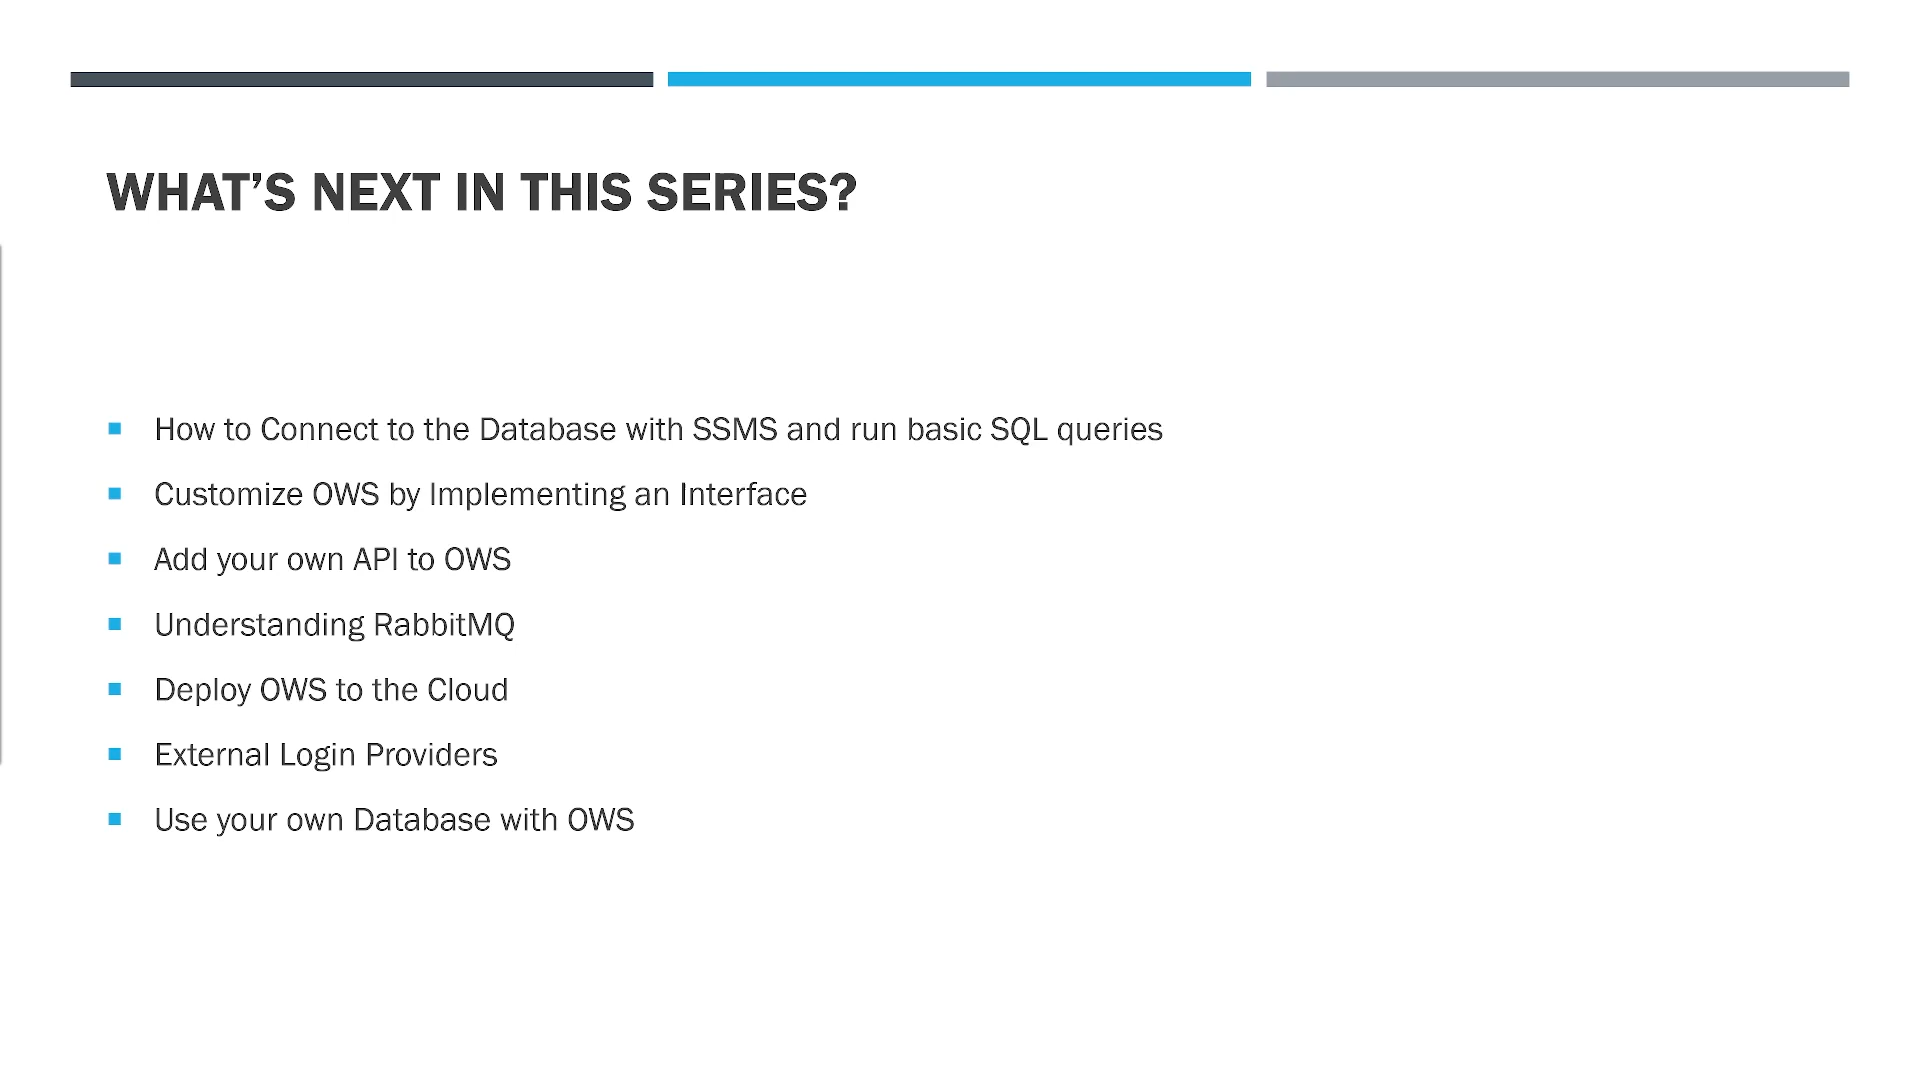 WHAT’S NEXT IN THIS SERIES?
How to Connect to the Database with SSMS and run basic SQL queries
Customize OWS by Implementing an Interface
Add your own API to OWS
Understanding RabbitMQ
Deploy OWS to the Cloud
External Login Providers
Use your own Database with OWS